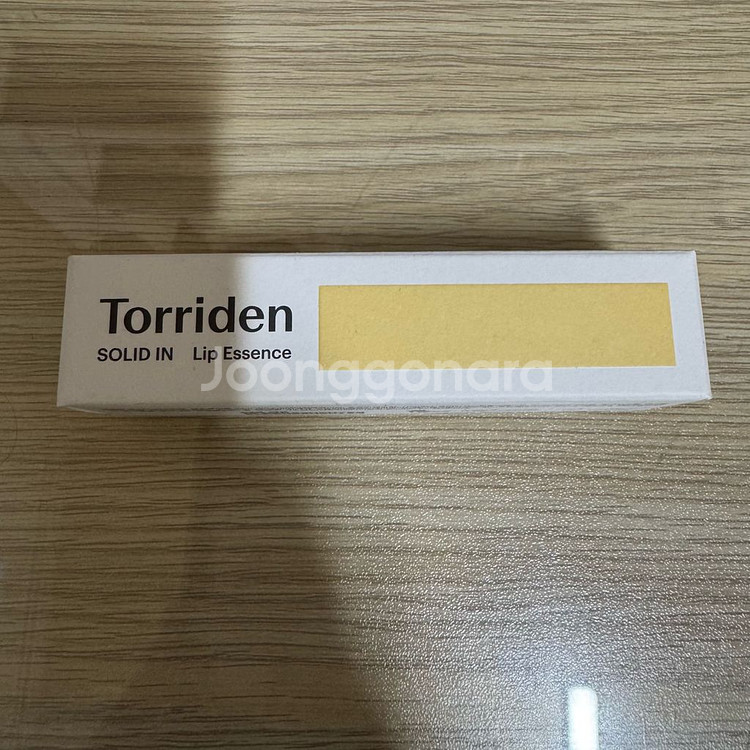 Torriden
SOLID IN Lip Essence
Joonggonara